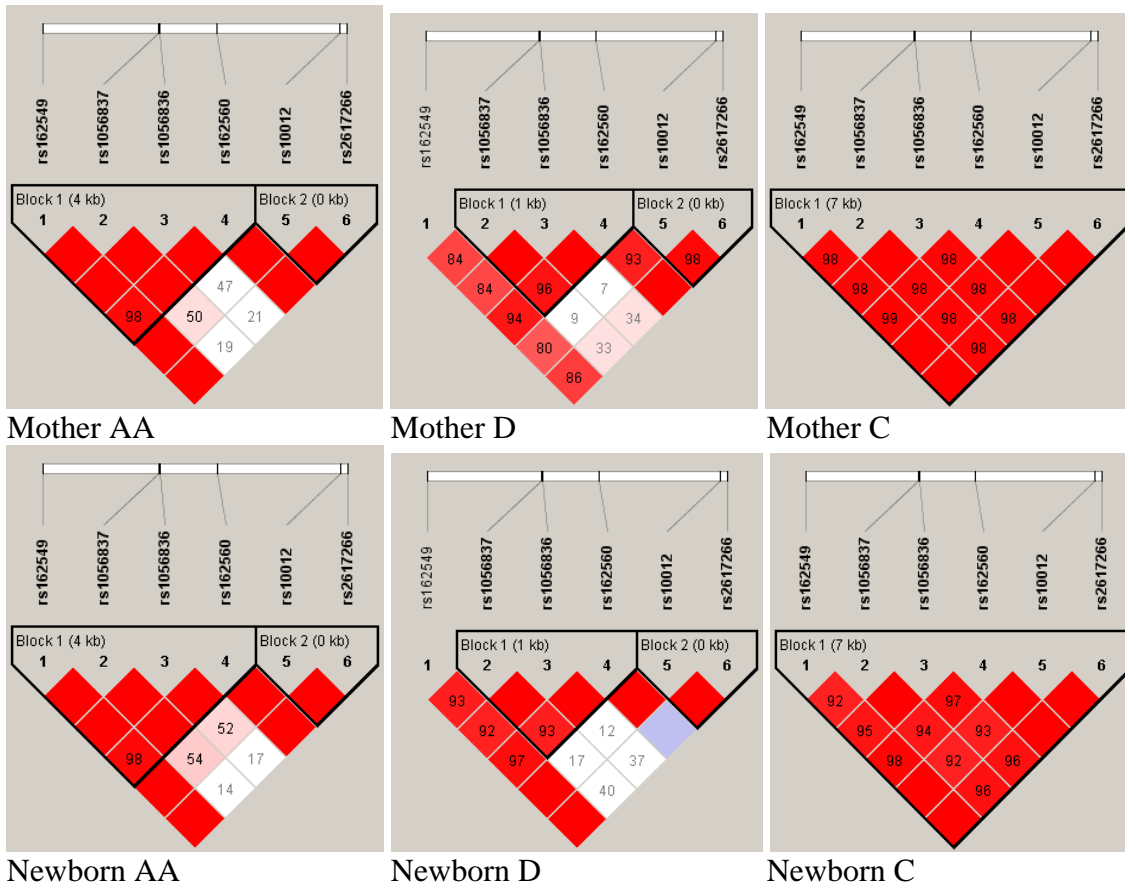 rs162549 rs1056837 rs1056836 rs162560 rs10012 rs2617266
Block 1 (4 kb) Block 2 (0 kb)
1 2 3 4 5 6
47
98 50 21
19
Mother AA
rs162549 rs1056837 rs1056836 rs162560 rs10012 rs2617266
Block 1 (1 kb) Block 2 (0 kb)
1 2 3 4 5 6
84 93 98
84 96 7
94 9 34
80 33
86
Mother D
rs162549 rs1056837 rs1056836 rs162560 rs10012 rs2617266
Block 1 (7 kb)
1 2 3 4 5 6
98 98
98 98 98
99 98 98
98
Mother C
rs162549 rs1056837 rs1056836 rs162560 rs10012 rs2617266
Block 1 (4 kb) Block 2 (0 kb)
1 2 3 4 5 6
52
98 54 17
14
Newborn AA
rs162549 rs1056837 rs1056836 rs162560 rs10012 rs2617266
Block 1 (1 kb) Block 2 (0 kb)
1 2 3 4 5 6
93
92 93 12
97 17 37
40
Newborn D
rs162549 rs1056837 rs1056836 rs162560 rs10012 rs2617266
Block 1 (7 kb)
1 2 3 4 5 6
92 97
95 94 93
98 92 96
96
Newborn C